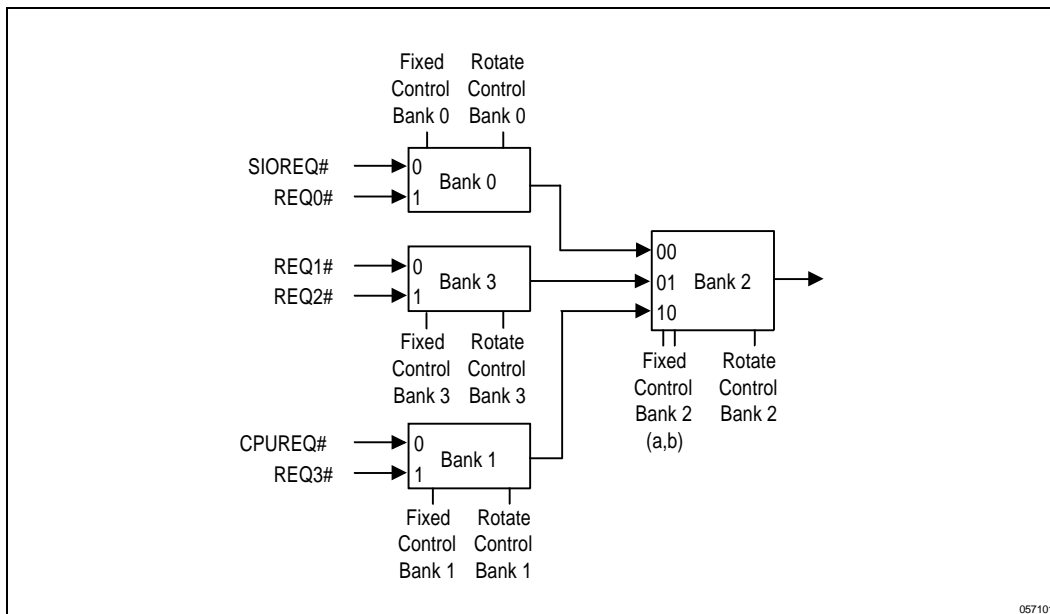 Fixed Control Bank 0
Rotate Control Bank 0
SIOREQ#
0
REQ0#
1
Bank 0
REQ1#
0
REQ2#
1
Bank 3
Fixed Control Bank 3
Rotate Control Bank 3
00
01
10
Bank 2
Fixed Control Bank 2 (a,b)
Rotate Control Bank 2
CPUREQ#
0
REQ3#
1
Bank 1
Fixed Control Bank 1
Rotate Control Bank 1